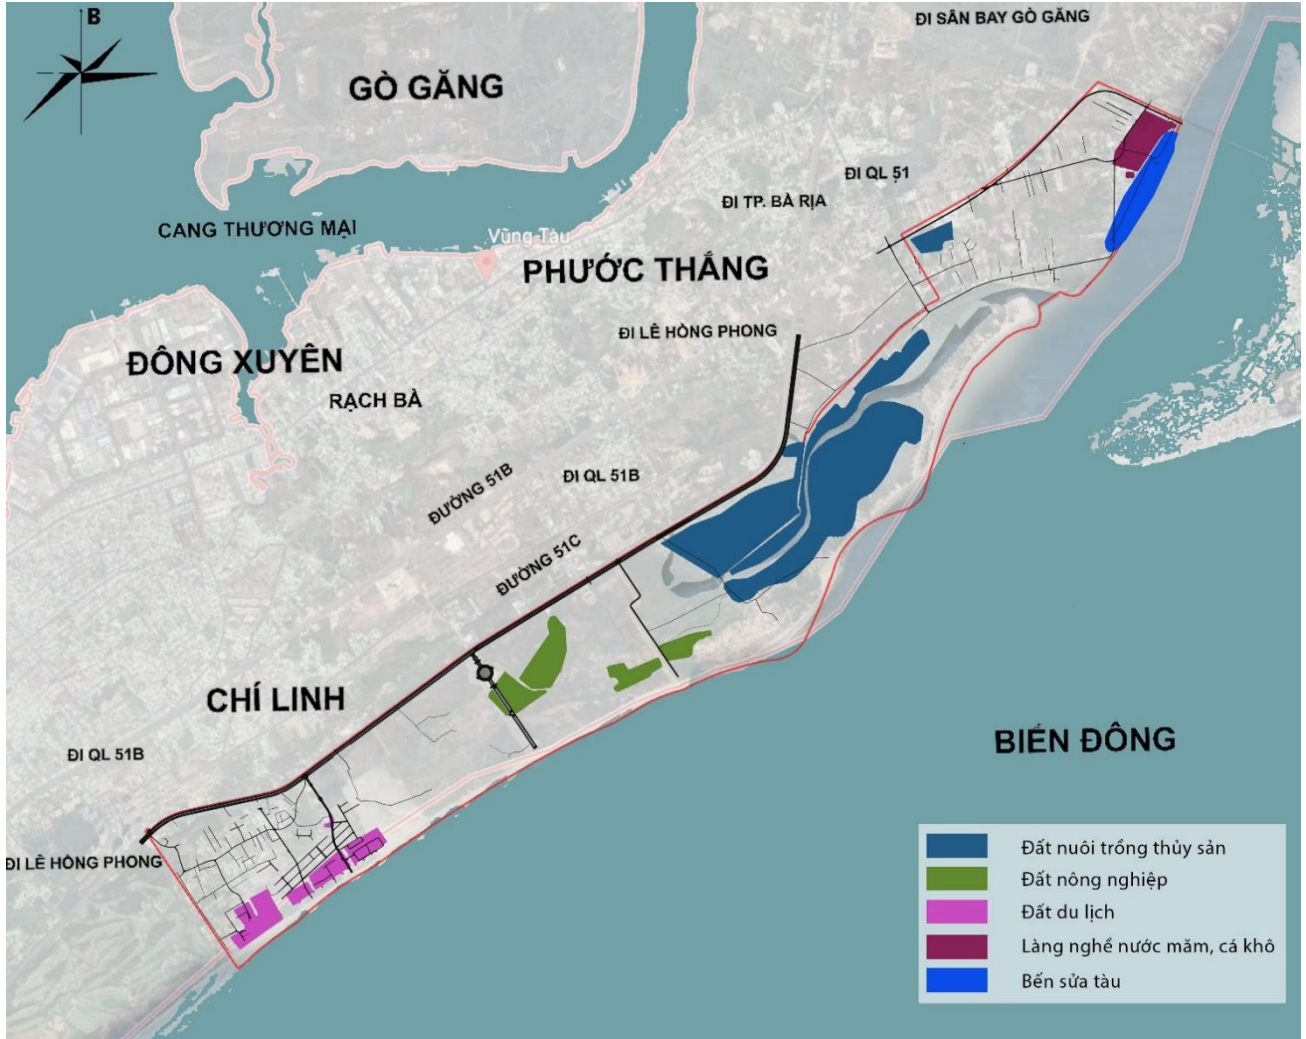 B
ĐI SÂN BAY GÒ GĂNG
GÒ GĂNG
ĐI QL 51
ĐI TP. BÀ RỊA
CANG THƯƠNG MẠI
Vũng Tàu
PHƯỚC THẮNG
ĐI LÊ HỒNG PHONG
ĐÔNG XUYÊN
RẠCH BÀ
ĐI QL 51B
ĐƯỜNG 51B
ĐƯỜNG 51C
CHÍ LINH
BIỂN ĐÔNG
ĐI QL 51B
ĐI LÊ HỒNG PHONG
Đất nuôi trồng thủy sản
Đất nông nghiệp
Đất du lịch
Làng nghề nước măm, cá khô
Bến sửa tàu